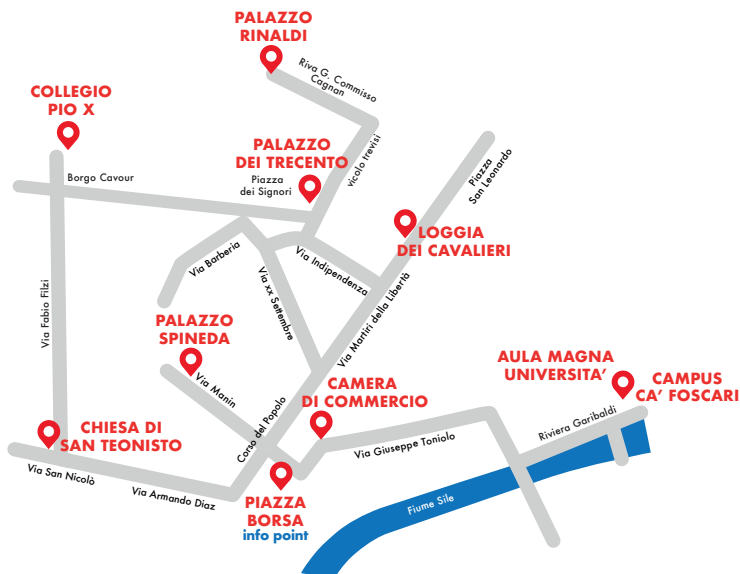 PALAZZO
RINALDI
Riva G. Commisso
Cagnan
COLLEGIO
PIO X
PALAZZO
DEI TRECENTO
Piazza
dei Signori
vicolo trevisi
Borgo Cavour
Piazza
San Leonardo
LOGGIA
DEI CAVALIERI
Via Barberia
Via Indipendenza
Via xx Settembre
Via Martiri della Libertà
Via Fabio Filzi
PALAZZO
SPINEDA
Via Manin
CAMERA
DI COMMERCIO
AULA MAGNA
UNIVERSITA’
CAMPUS
CA’ FOSCARI
Corso del Popolo
Riviera Garibaldi
CHIESA DI
SAN TEONISTO
Via Giuseppe Toniolo
Via San Nicolò
Via Armando Diaz
PIAZZA
BORSA
info point
Fiume Sile